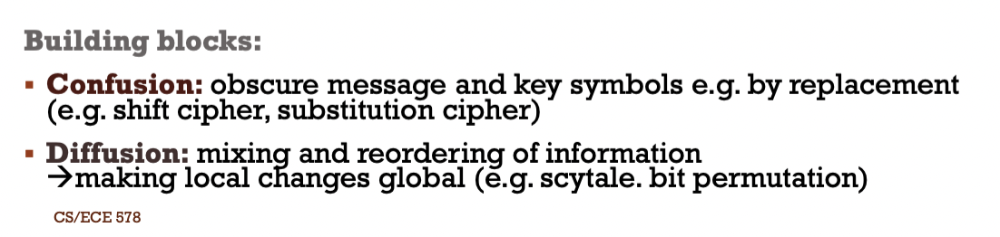 Building blocks:
▪ Confusion: obscure message and key symbols e.g. by replacement
(e.g. shift cipher, substitution cipher)
▪ Diffusion: mixing and reordering of information
→making local changes global (e.g. scytale. bit permutation)
CS/ECE 578